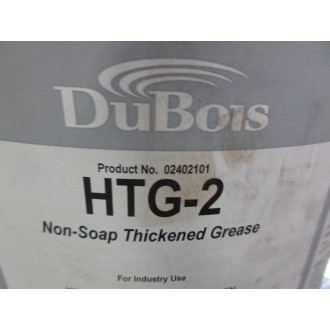 DuBois
Product No. 02402101
HTG-2
Non-Soap Thickened Grease
For Industry Use